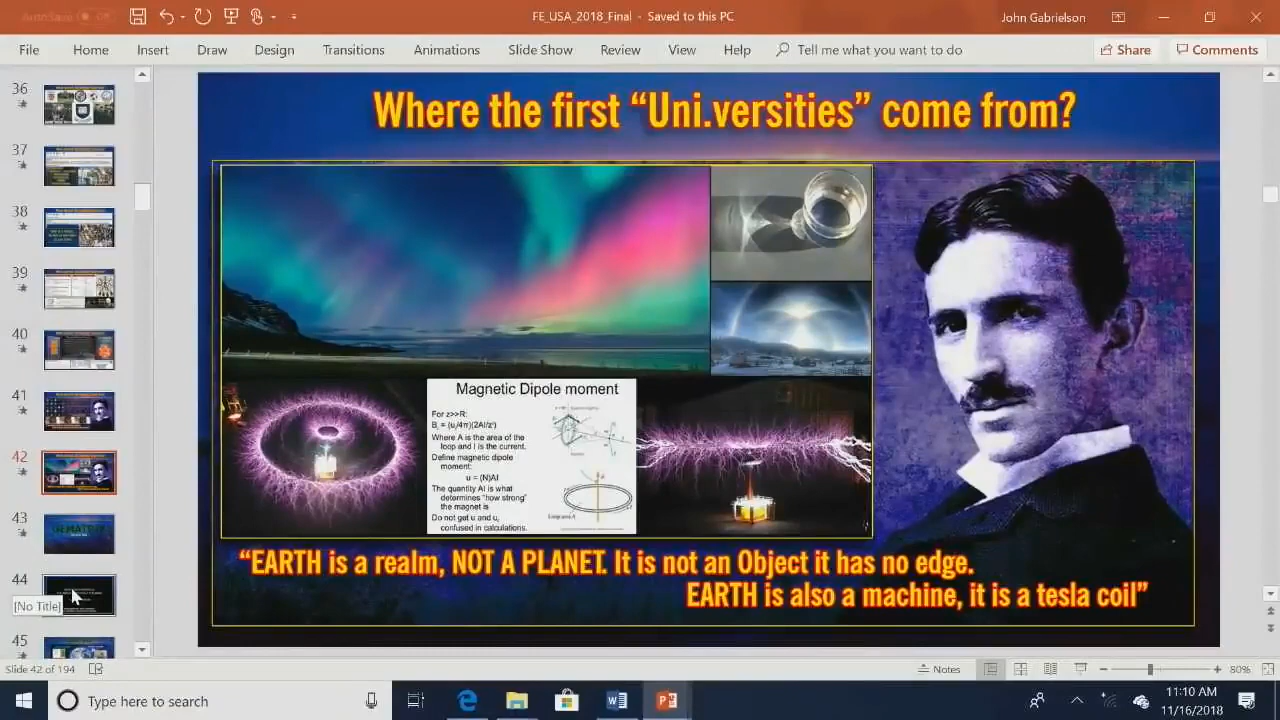 AutoSave
FE_USA_2018_Final - Saved to this PC
John Gabrielson
File Home Insert Draw Design Transitions Animations Slide Show Review View Help Tell me what you want to do Share Comments
36
37
38
39
40
41
42
43
44
45
[No Title]
Where the first “Uni.versities” come from?
Magnetic Dipole moment
For z>>R:
Where A is the area of the
loop and I is the current.
Define magnetic dipole
moment:
u = (N)AI
The quantity AI is what
determines "how strong"
the magnet is
Do not get u and u
confused in calculations.
“EARTH is a realm, NOT A PLANET. It is not an Object it has no edge.
EARTH is also a machine, it is a tesla coil”
Slide 42 of 194
Notes
80%
Type here to search
11:10 AM
11/16/2018